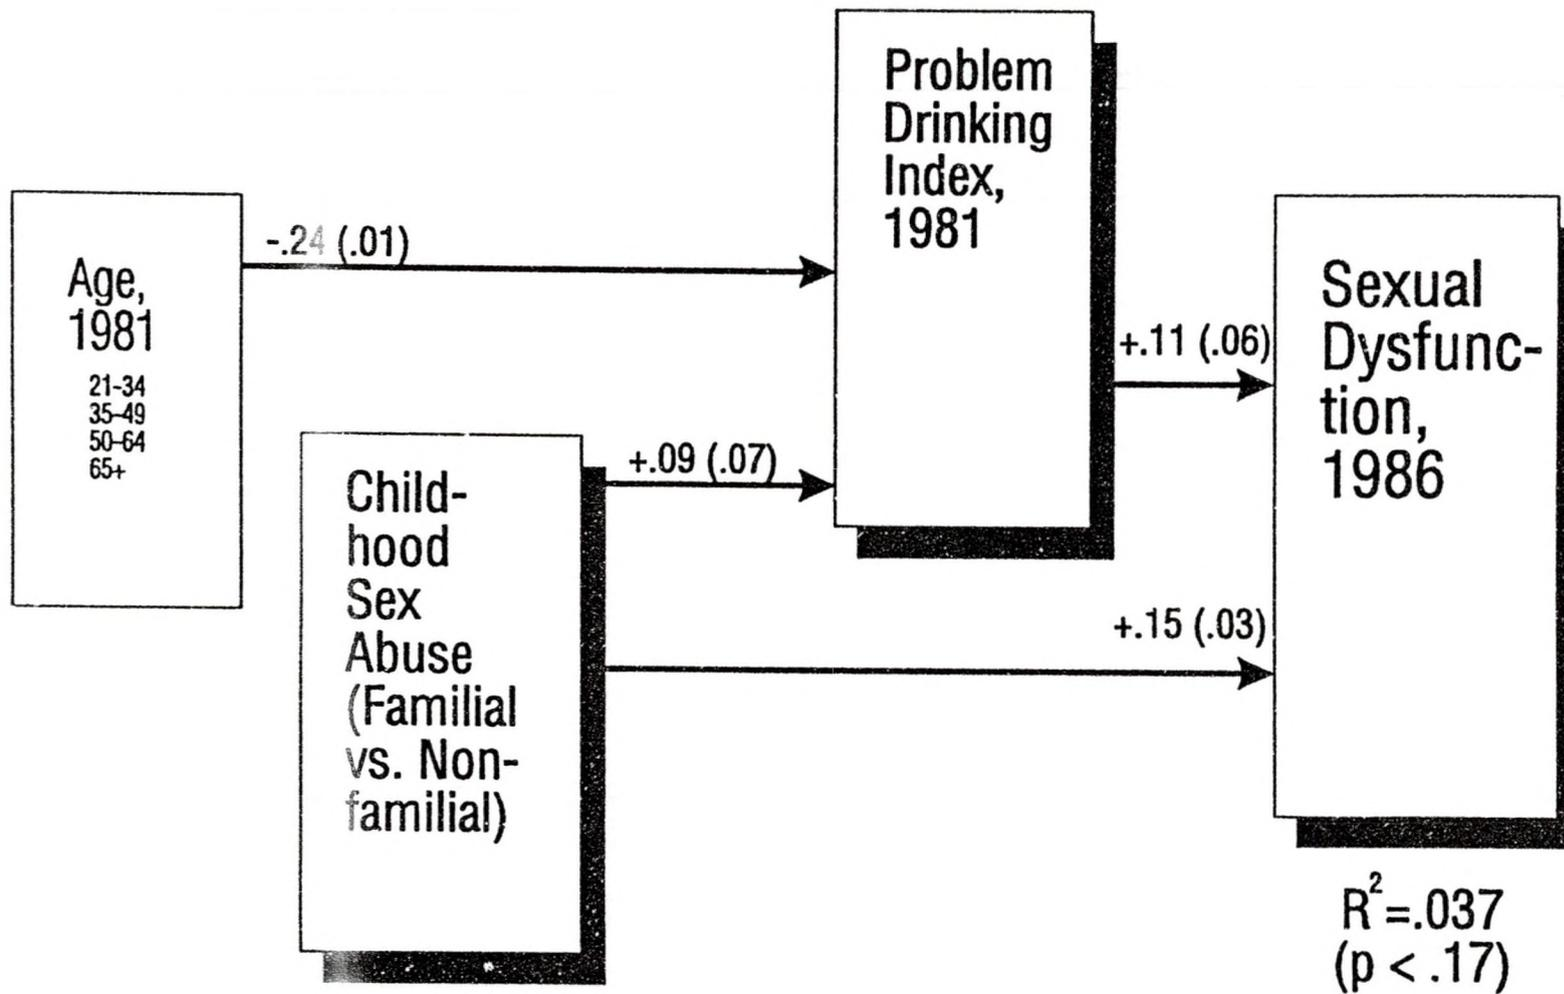 Problem
Drinking
Index,
1981
-.24 (.01)
Age,
1981
21-34
35-49
50-64
65+
Sexual
Dysfunc-
tion,
1986
+.11 (.06)
+.09 (.07)
Child-
hood
Sex
Abuse
(Familial
vs. Non-
familial)
+.15 (.03)
R²=.037
(p < .17)